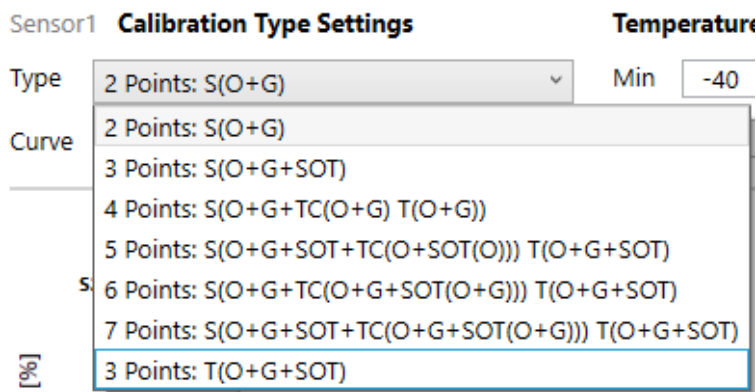 Sensor1 Calibration Type Settings Temperature
Type 2 Points: S(O+G) Min -40
2 Points: S(O+G)
Curve
3 Points: S(O+G+SOT)
4 Points: S(O+G+TC(O+G) T(O+G))
5 Points: S(O+G+SOT+TC(O+SOT(O))) T(O+G+SOT)
6 Points: S(O+G+TC(O+G+SOT(O+G))) T(O+G+SOT)
7 Points: S(O+G+SOT+TC(O+G+SOT(O+G))) T(O+G+SOT)
[%] 3 Points: T(O+G+SOT)